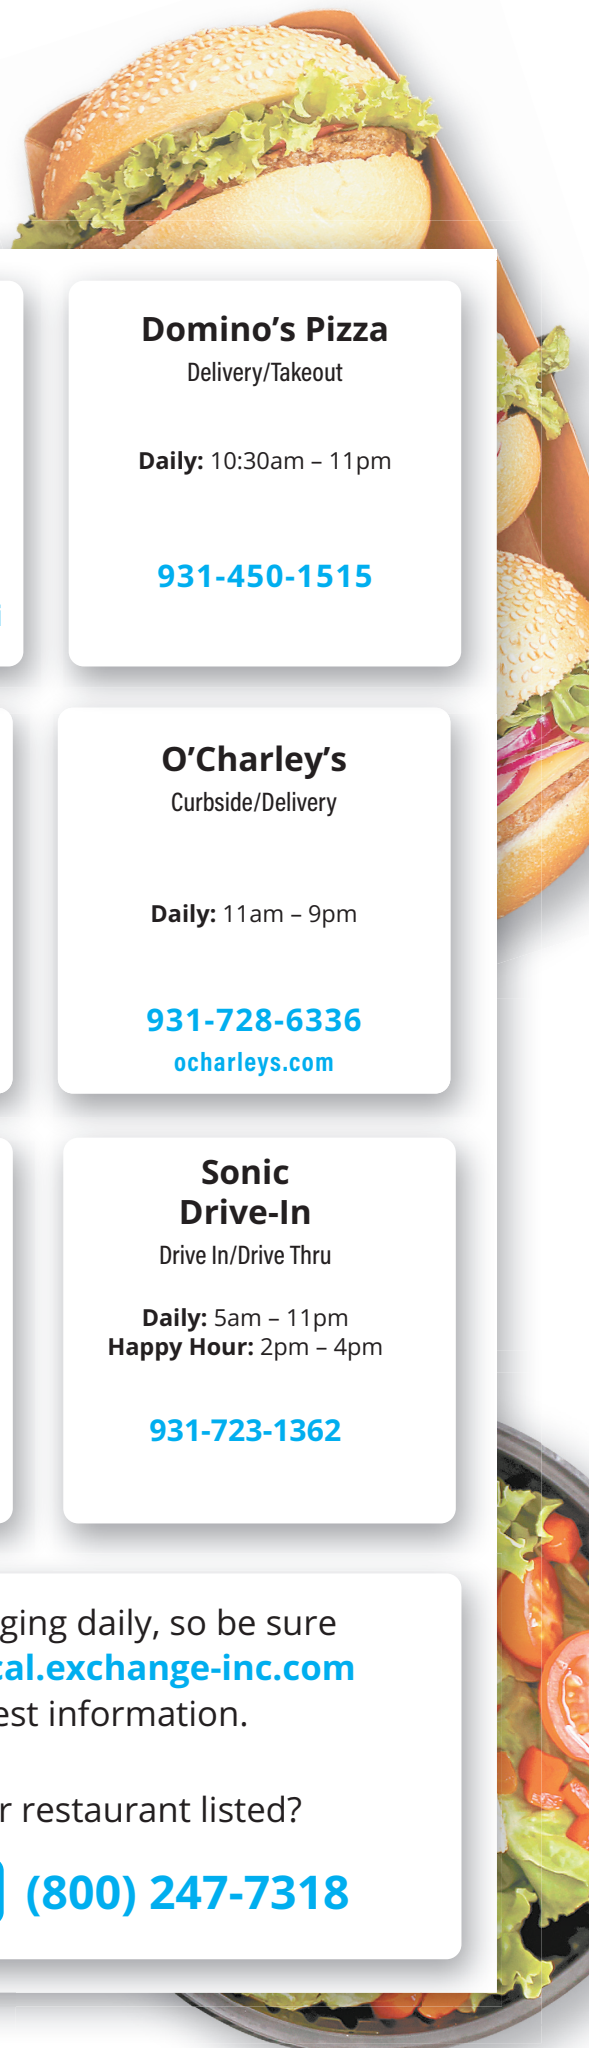 Domino’s Pizza
Delivery/Takeout
Daily: 10:30am – 11pm
931-450-1515
O’Charley’s
Curbside/Delivery
Daily: 11am – 9pm
931-728-6336
ocharleys.com
Sonic
Drive-In
Drive In/Drive Thru
Daily: 5am – 11pm
Happy Hour: 2pm – 4pm
931-723-1362
ging daily, so be sure
cal.exchange-inc.com
est information.
r restaurant listed?
(800) 247-7318